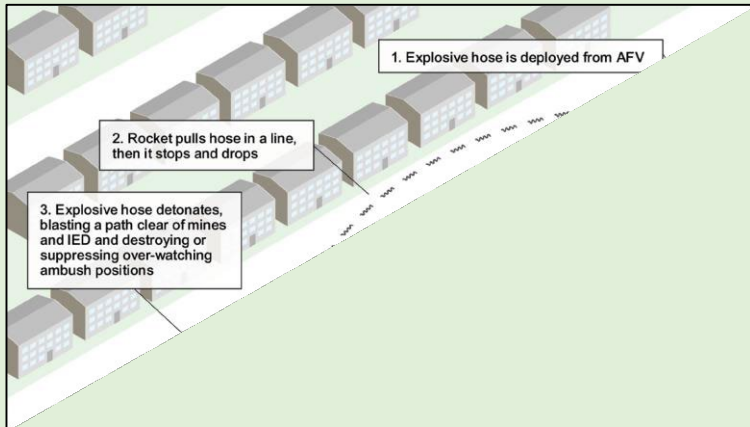 1. Explosive hose is deployed from AFV
2. Rocket pulls hose in a line,
then it stops and drops
3. Explosive hose detonates,
blasting a path clear of mines
and IED and destroying or
suppressing over-watching
ambush positions